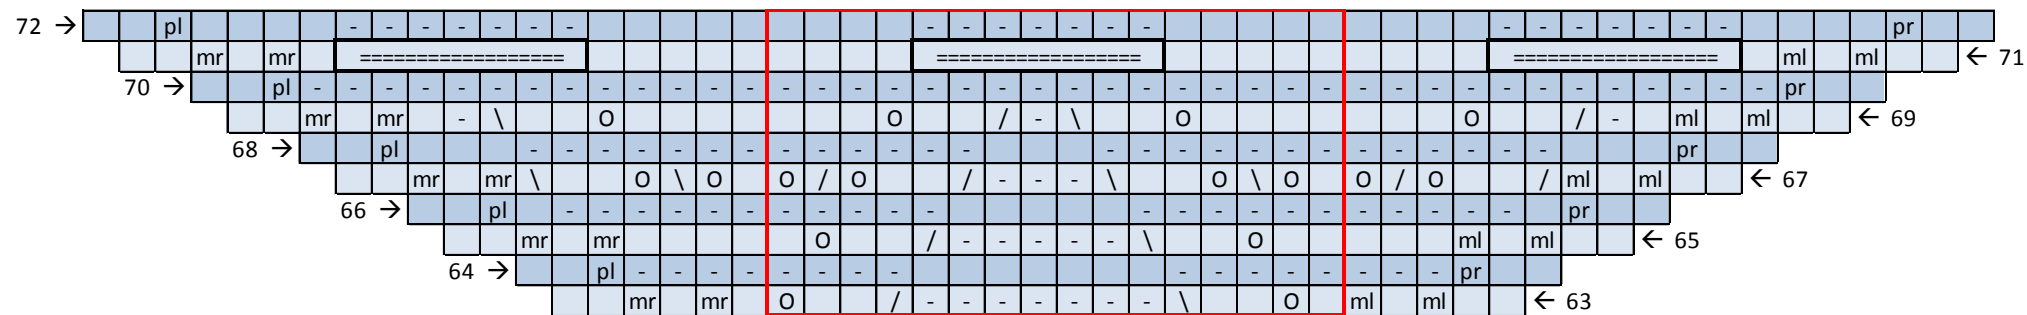 72 → pl - - - - - - - - - - - - - - - - - - - - - pr
mr mr ================= ================= ================= ml ml ← 71
70 → pl - - - - - - - - - - - - - - - - - - - - - - - - - - - - - - - - - - - - - - - - - pr
mr mr - \ O O / - \ O O / - ml ml ← 69
68 → pl - - - - - - - - - - - - - - - - - - - - - - - - - - pr
mr mr \ O \ O O / O / - - - \ O \ O O / O / ml ml ← 67
66 → pl - - - - - - - - - - - - - - - - - - - - - - pr
mr mr O / - - - - - \ O ml ml ← 65
64 → pl - - - - - - - - - - - - - - - - pr
mr mr O / - - - - - - - \ O ml ml ← 63